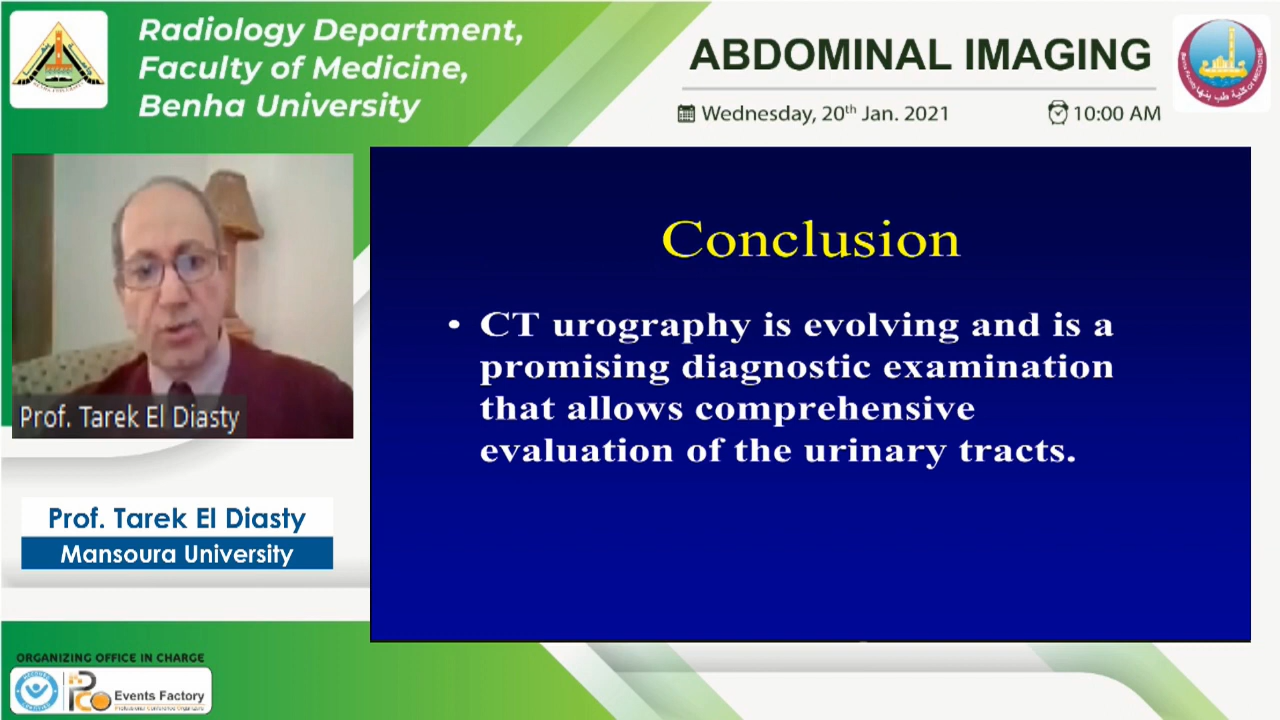 Radiology Department,
Faculty of Medicine,
Benha University
ABDOMINAL IMAGING
Wednesday, 20th Jan. 2021
10:00 AM
Prof. Tarek El Diasty
Prof. Tarek El Diasty
Mansoura University
Conclusion
• CT urography is evolving and is a
promising diagnostic examination
that allows comprehensive
evaluation of the urinary tracts.
ORGANIZING OFFICE IN CHARGE
Events Factory